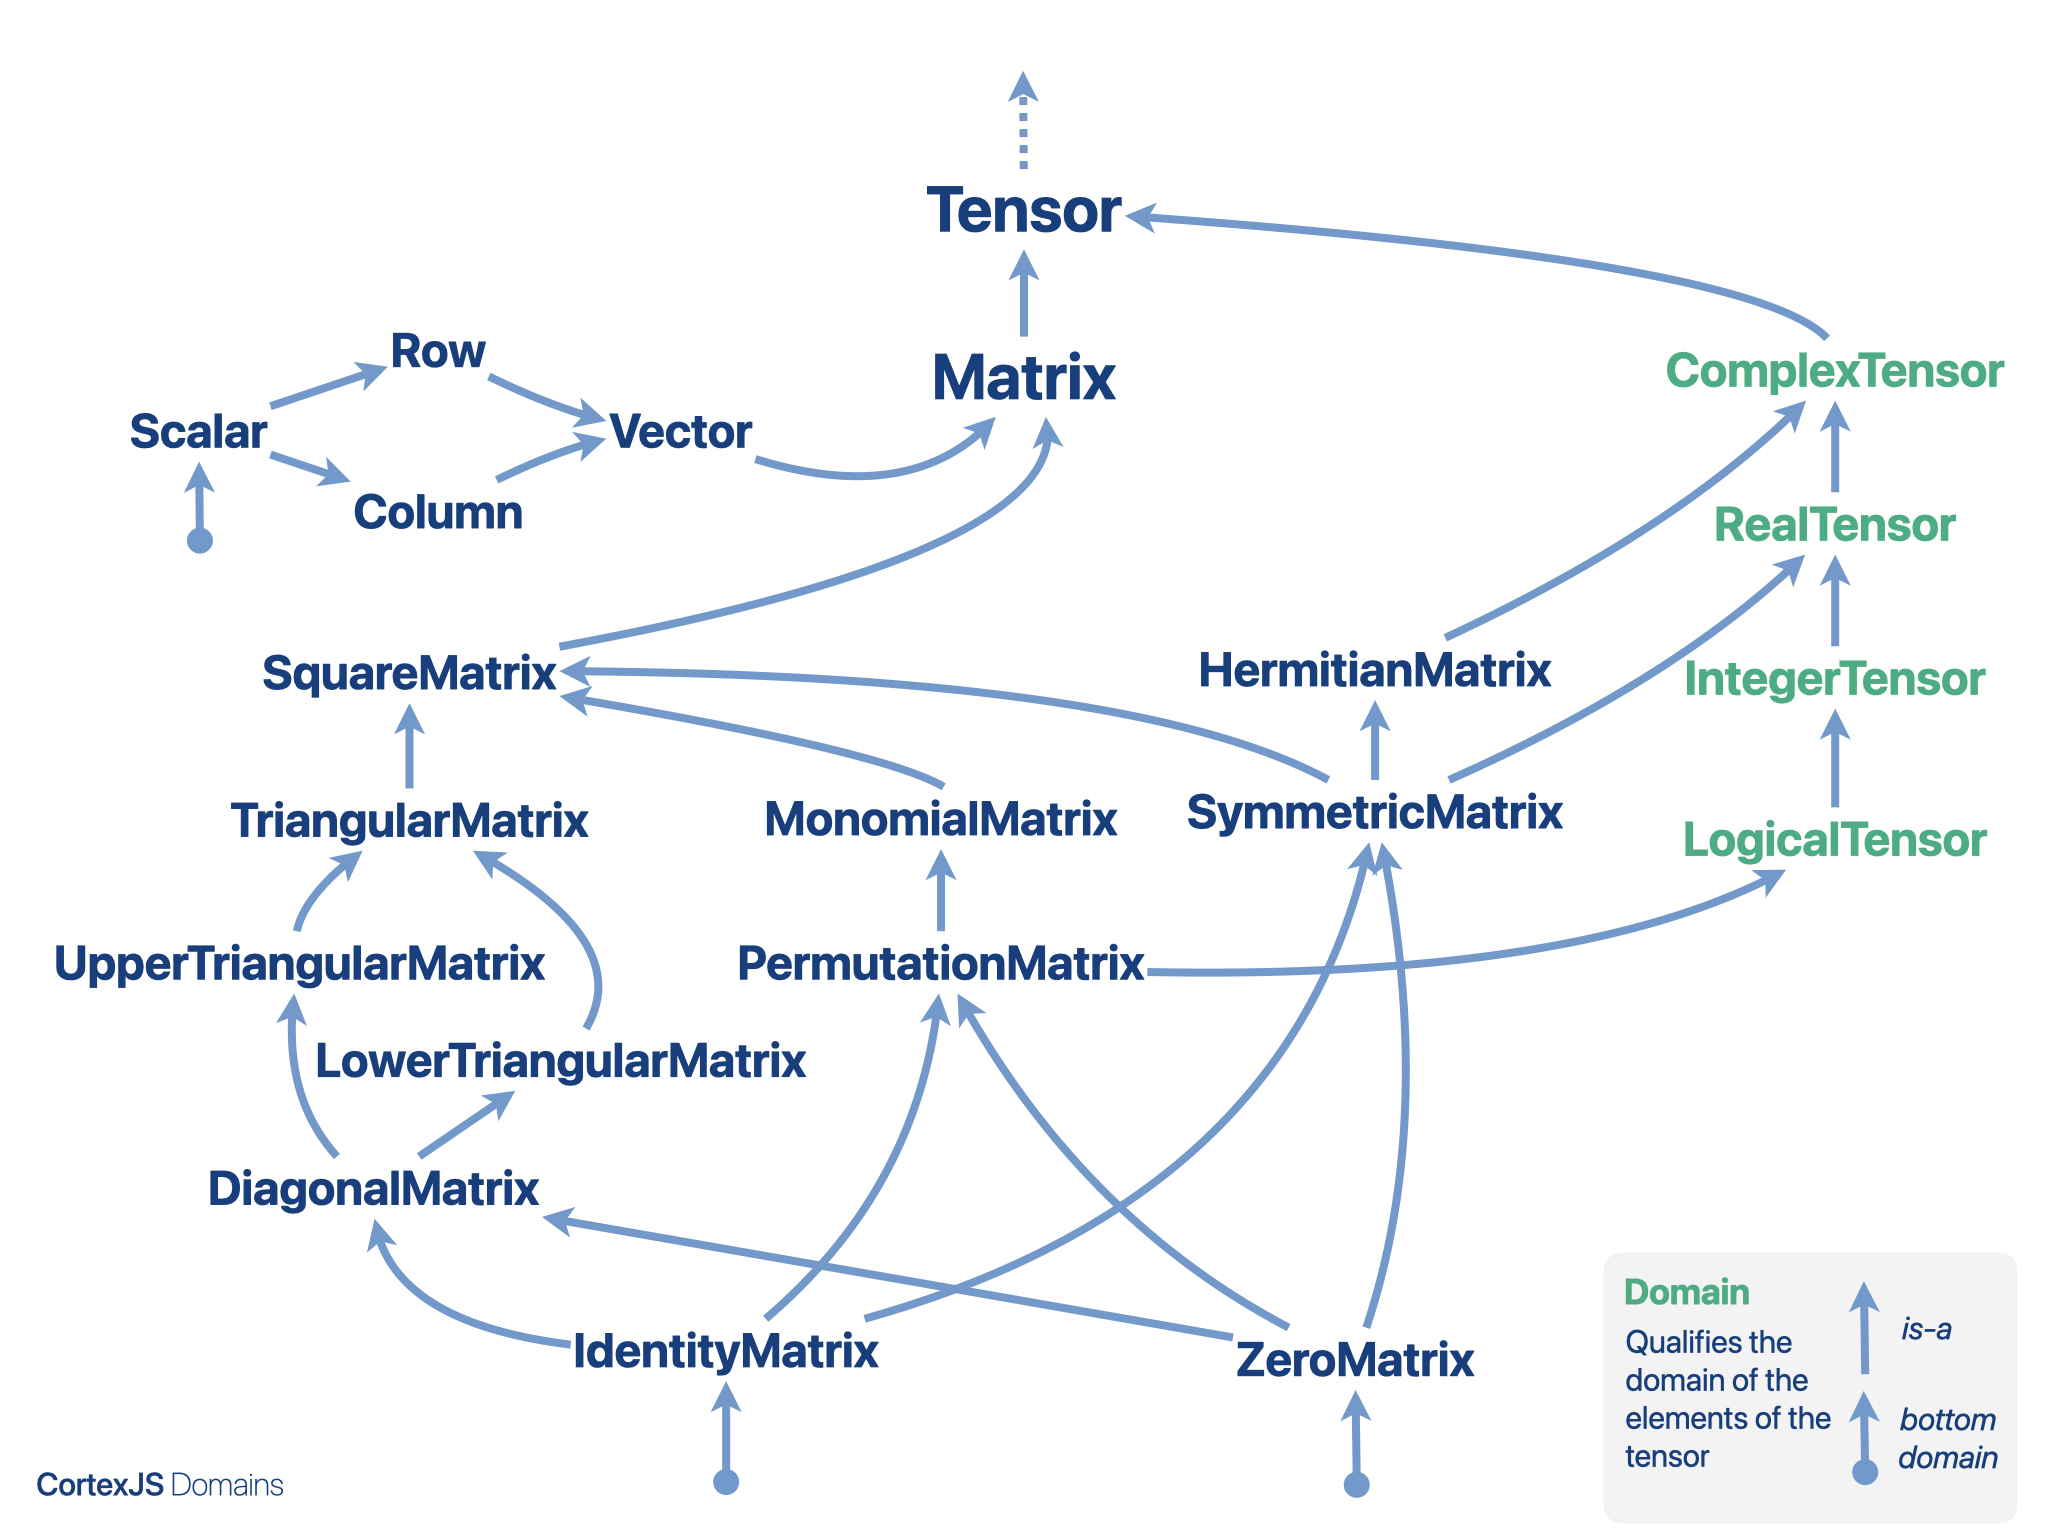 Tensor
Matrix
Row
Scalar
Vector
Column
ComplexTensor
RealTensor
SquareMatrix
HermitianMatrix
IntegerTensor
TriangularMatrix
MonomialMatrix
SymmetricMatrix
LogicalTensor
UpperTriangularMatrix
PermutationMatrix
LowerTriangularMatrix
DiagonalMatrix
IdentityMatrix
ZeroMatrix
Domain
Qualifies the
domain of the
elements of the
tensor
is-a
bottom
domain
CortexJS Domains